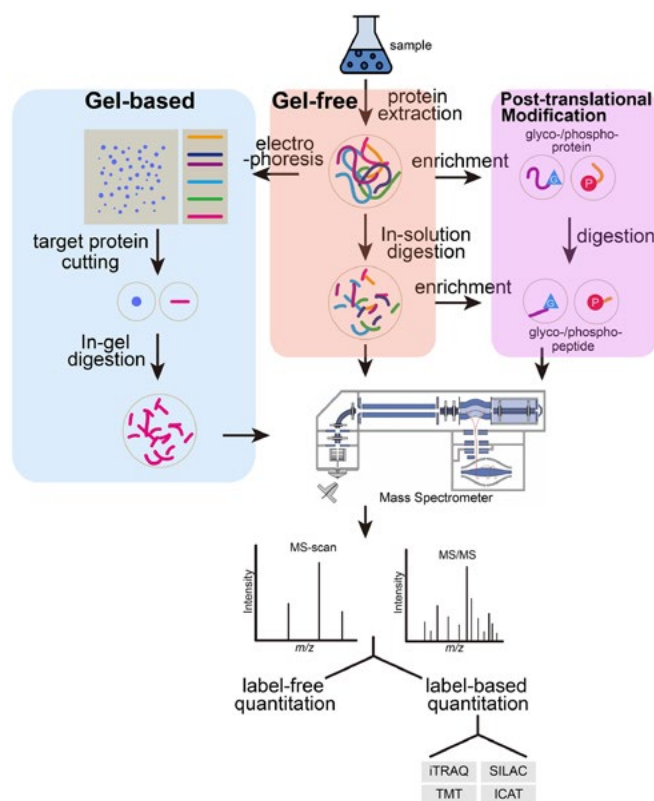 sample
Gel-based
Gel-free
Post-translational
Modification
protein
extraction
glyco-/phospho-
protein
electro
-phoresis
enrichment
G
P
target protein
cutting
In-solution
digestion
digestion
enrichment
G
P
In-gel
digestion
glyco-/phospho-
peptide
Mass Spectrometer
MS-scan
MS/MS
Intensity
Intensity
m/z
m/z
label-free
quantitation
label-based
quantitation
iTRAQ
SILAC
TMT
ICAT